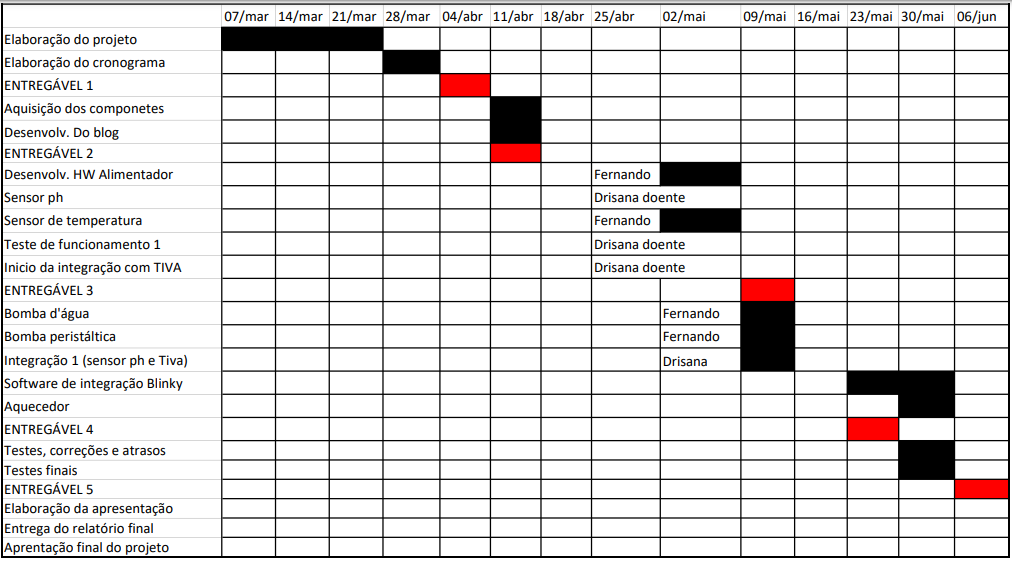 07/mar 14/mar 21/mar 28/mar 04/abr 11/abr 18/abr 25/abr 02/mai 09/mai 16/mai 23/mai 30/mai 06/jun
Elaboração do projeto
Elaboração do cronograma
ENTREGÁVEL 1
Aquisição dos componetes
Desenvolv. Do blog
ENTREGÁVEL 2
Desenvolv. HW Alimentador Fernando
Sensor ph Drisana doente
Sensor de temperatura Fernando
Teste de funcionamento 1 Drisana doente
Inicio da integração com TIVA Drisana doente
ENTREGÁVEL 3
Bomba d'água Fernando
Bomba peristáltica Fernando
Integração 1 (sensor ph e Tiva) Drisana
Software de integração Blinky
Aquecedor
ENTREGÁVEL 4
Testes, correções e atrasos
Testes finais
ENTREGÁVEL 5
Elaboração da apresentação
Entrega do relatório final
Aprentação final do projeto